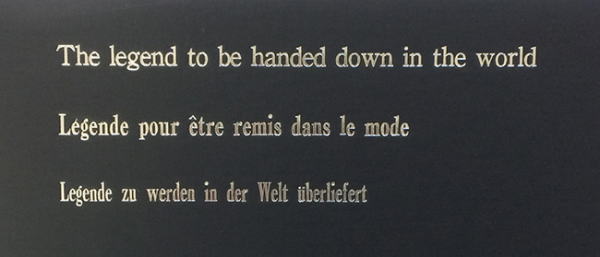 The legend to be handed down in the world
Légende pour être remis dans le mode
Legende zu werden in der Welt überliefert